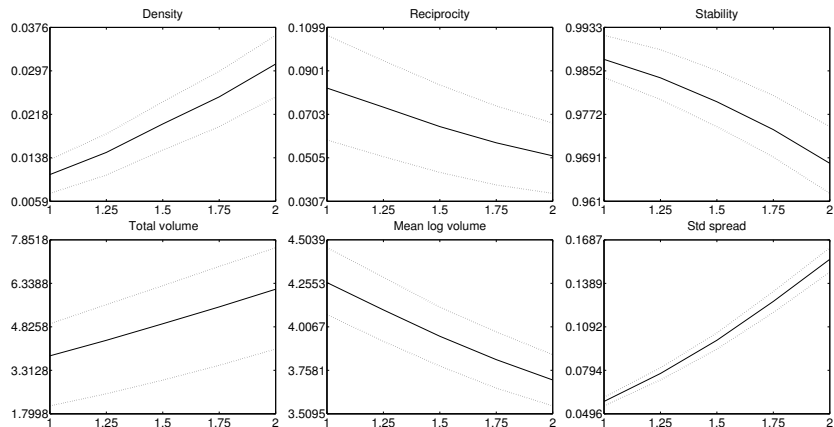 Density
0.0376
0.0297
0.0218
0.0138
0.0059
1 1.25 1.5 1.75 2
Reciprocity
0.1099
0.0901
0.0703
0.0505
0.0307
1 1.25 1.5 1.75 2
Stability
0.9933
0.9852
0.9772
0.9691
0.961
1 1.25 1.5 1.75 2
Total volume
7.8518
6.3388
4.8258
3.3128
1.7998
1 1.25 1.5 1.75 2
Mean log volume
4.5039
4.2553
4.0067
3.7581
3.5095
1 1.25 1.5 1.75 2
Std spread
0.1687
0.1389
0.1092
0.0794
0.0496
1 1.25 1.5 1.75 2